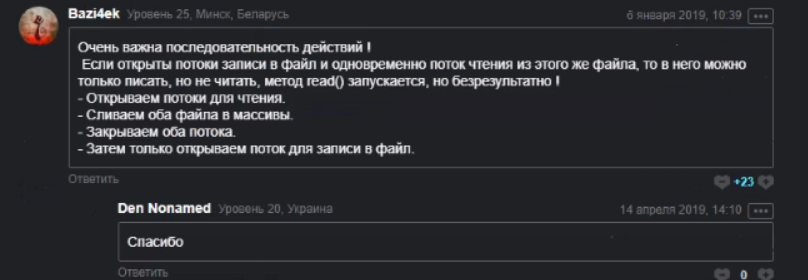 Bazi4ek Уровень 25, Минск, Беларусь 6 января 2019, 10:39
Очень важна последовательность действий !
Если открыты потоки записи в файл и одновременно поток чтения из этого же файла, то в него можно
только писать, но не читать, метод read() запускается, но безрезультатно !
- Открываем потоки для чтения.
- Сливаем оба файла в массивы.
- Закрываем оба потока.
- Затем только открываем поток для записи в файл.
Ответить +23
Den Nonamed Уровень 20, Украина 14 апреля 2019, 14:10
Спасибо
Ответить 0